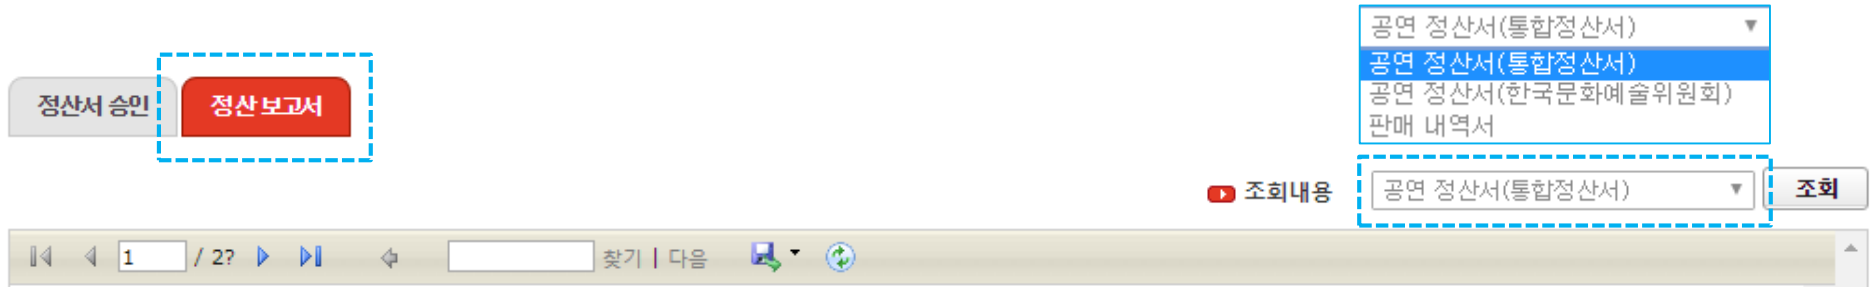 공연 정산서(통합정산서)
공연 정산서(통합정산서)
공연 정산서(한국문화예술위원회)
판매 내역서
정산서 승인 정산 보고서
조회내용 공연 정산서(통합정산서) 조회
1 / 2? 찾기 | 다음